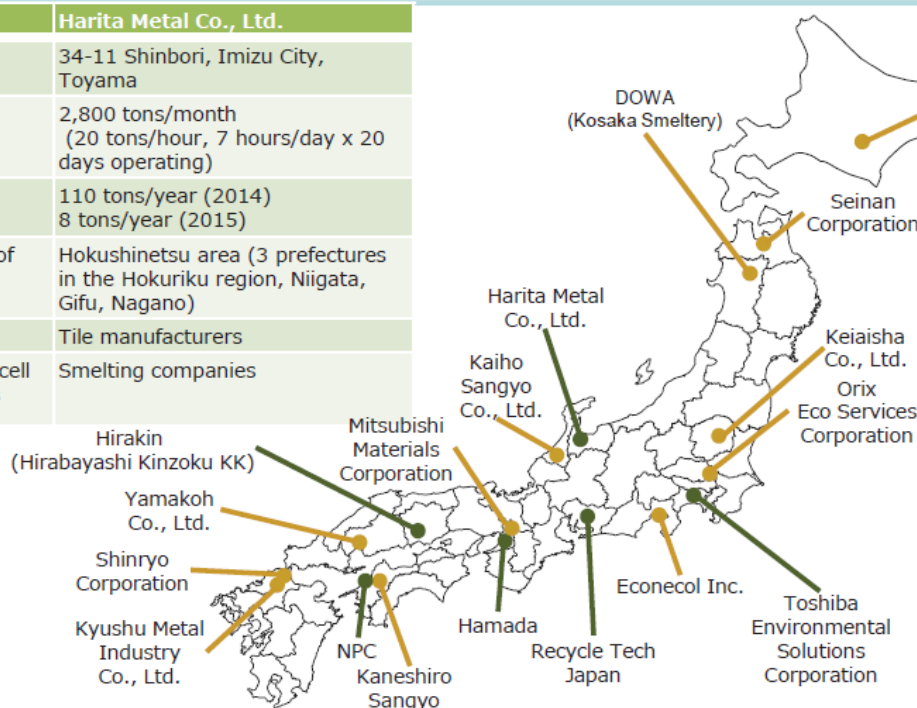 Harita Metal Co., Ltd.
34-11 Shinbori, Imizu City,
Toyama
2,800 tons/month
(20 tons/hour, 7 hours/day x 20
days operating)
110 tons/year (2014)
8 tons/year (2015)
of
Hokushinetsu area (3 prefectures
in the Hokuriku region, Niigata,
Gifu, Nagano)
Tile manufacturers
cell
Smelting companies
DOWA
(Kosaka Smeltery)
Seinan
Corporation
Harita Metal
Co., Ltd.
Kaiho
Sangyo
Co., Ltd.
Keiaisha
Co., Ltd.
Orix
Eco Services
Corporation
Mitsubishi
Materials
Corporation
Hirakin
(Hirabayashi Kinzoku KK)
Yamakoh
Co., Ltd.
Shinryo
Corporation
Kyushu Metal
Industry
Co., Ltd.
NPC
Kaneshiro
Sangyo
Hamada
Recycle Tech
Japan
Econecol Inc.
Toshiba
Environmental
Solutions
Corporation